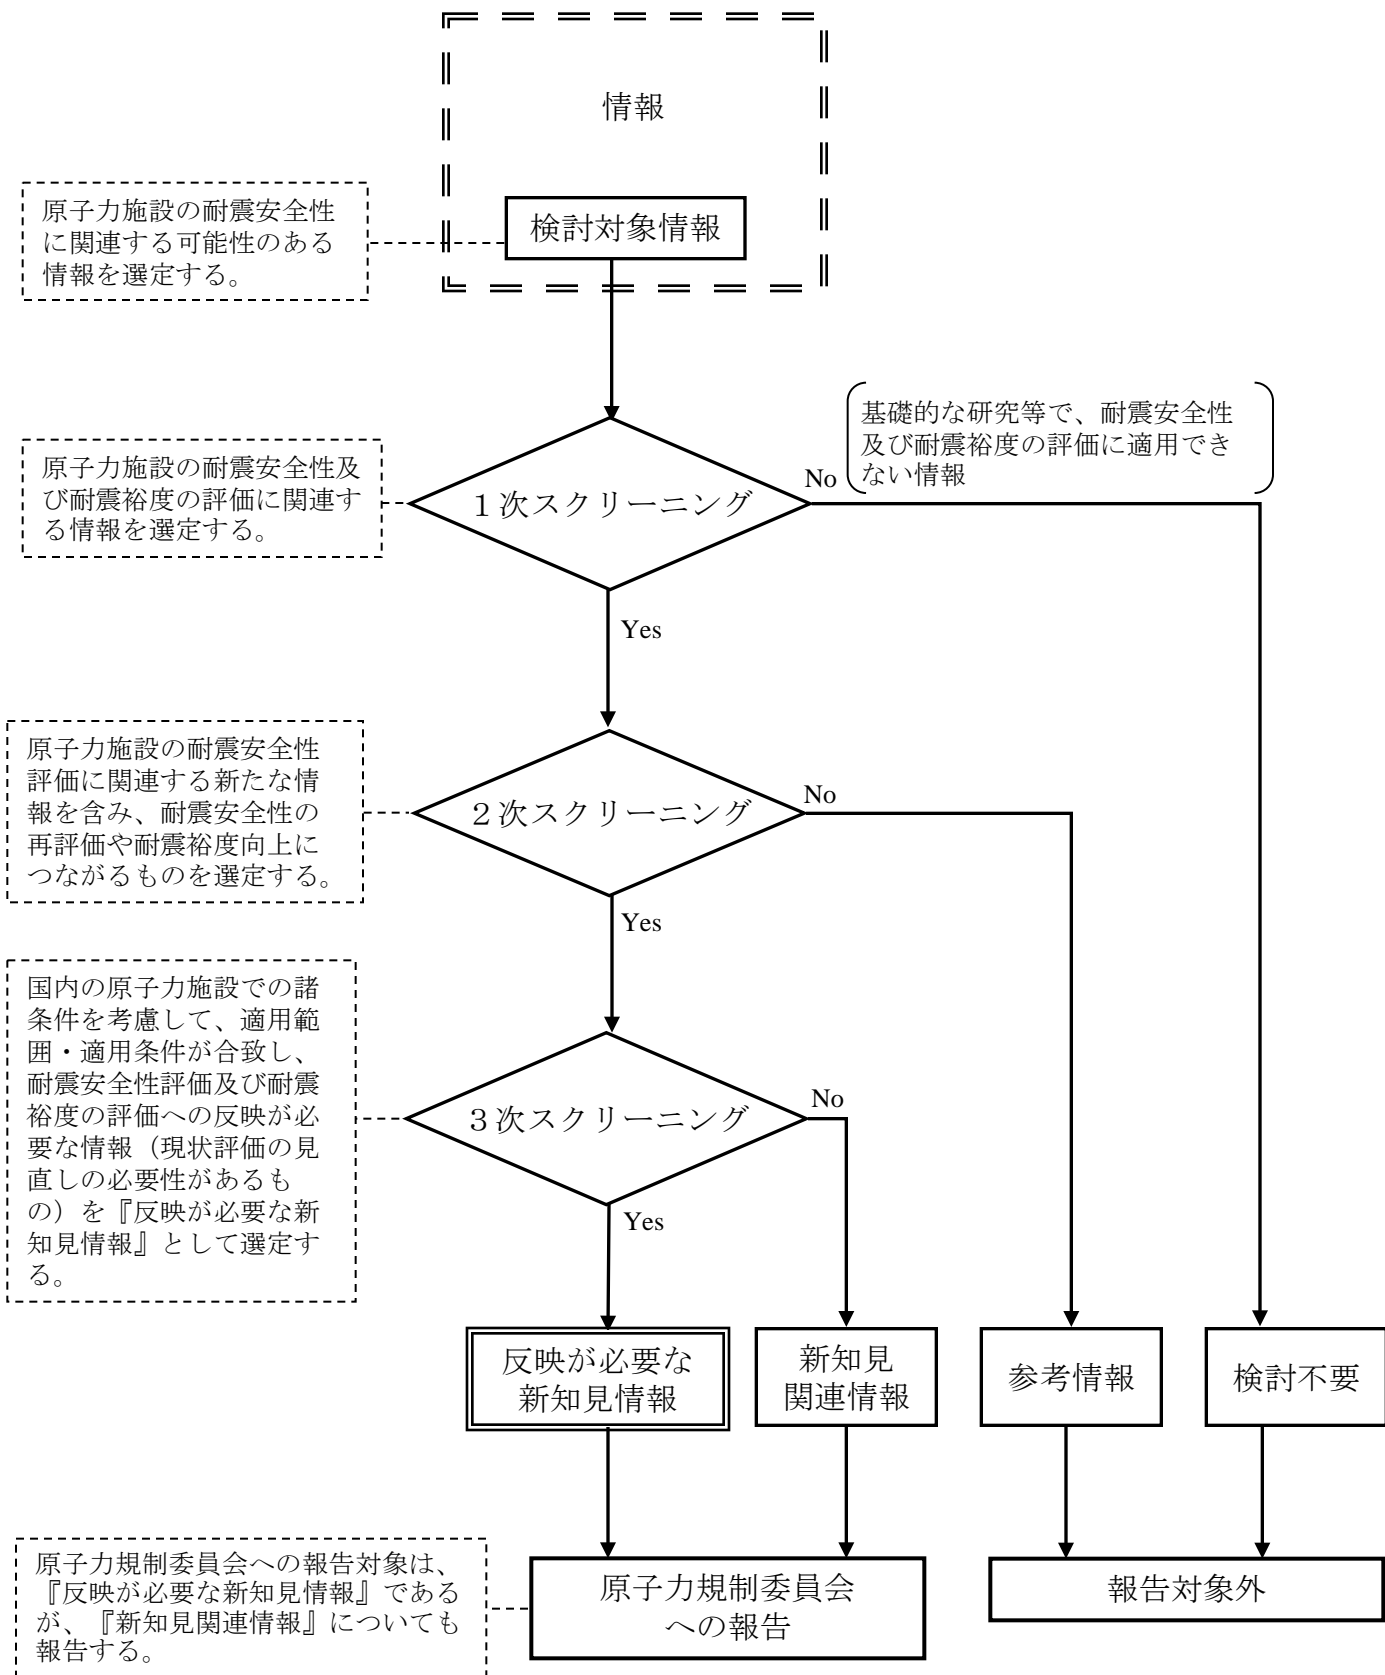 情報
検討対象情報
原子力施設の耐震安全性
に関連する可能性のある
情報を選定する。
基礎的な研究等で、耐震安全性
及び耐震裕度の評価に適用でき
ない情報
原子力施設の耐震安全性及
び耐震裕度の評価に関連す
る情報を選定する。
１次スクリーニング
No
Yes
原子力施設の耐震安全性
評価に関連する新たな情
報を含み、耐震安全性の
再評価や耐震裕度向上に
つながるものを選定する。
２次スクリーニング
No
Yes
国内の原子力施設での諸
条件を考慮して、適用範
囲・適用条件が合致し、
耐震安全性評価及び耐震
裕度の評価への反映が必
要な情報（現状評価の見
直しの必要性があるも
の）を『反映が必要な新
知見情報』として選定す
る。
３次スクリーニング
No
Yes
反映が必要な
新知見情報
新知見
関連情報
参考情報
検討不要
原子力規制委員会への報告対象は、
『反映が必要な新知見情報』である
が、『新知見関連情報』についても
報告する。
原子力規制委員会
への報告
報告対象外